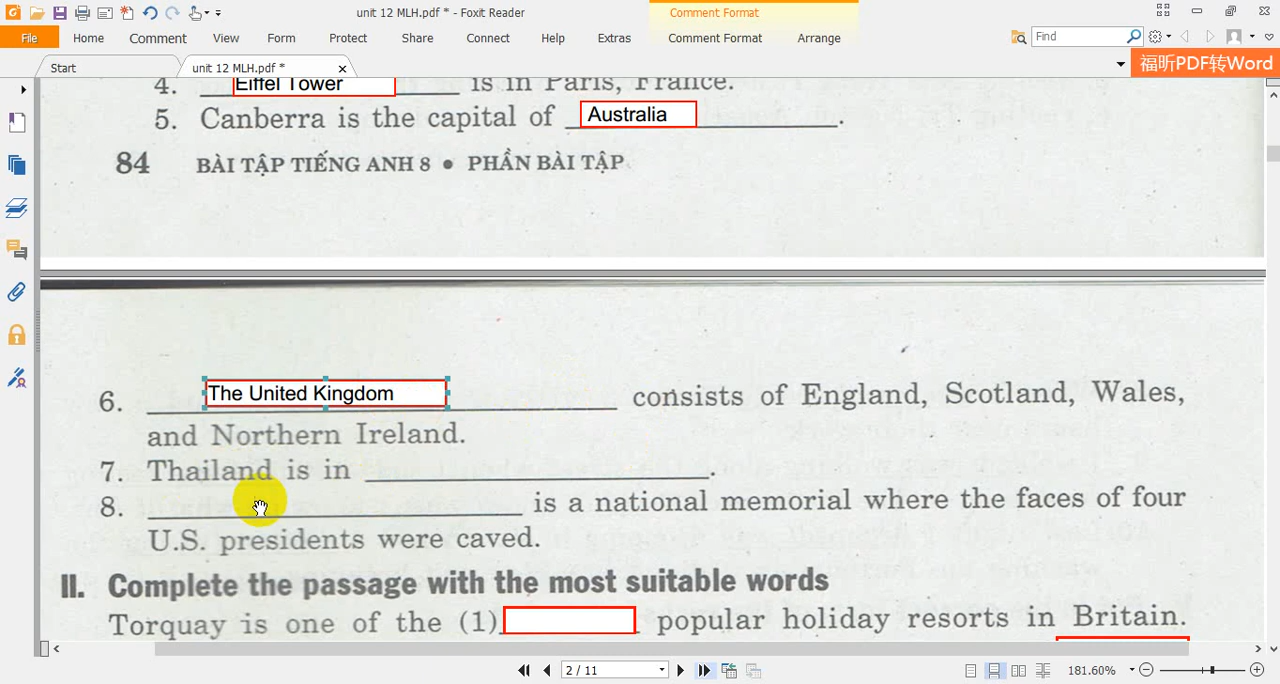 unit 12 MLH.pdf * - Foxit Reader
Comment Format
File Home Comment View Form Protect Share Connect Help Extras Comment Format Arrange Find
Start unit 12 MLH.pdf *
福昕PDF转Word
4. Eiffel Tower is in Paris, France.
5. Canberra is the capital of Australia.
84 BÀI TẬP TIẾNG ANH 8 • PHẦN BÀI TẬP
6. The United Kingdom consists of England, Scotland, Wales,
and Northern Ireland.
7. Thailand is in ____.
8. ____ is a national memorial where the faces of four
U.S. presidents were caved.
II. Complete the passage with the most suitable words
Torquay is one of the (1) popular holiday resorts in Britain.
2 / 11
181.60%